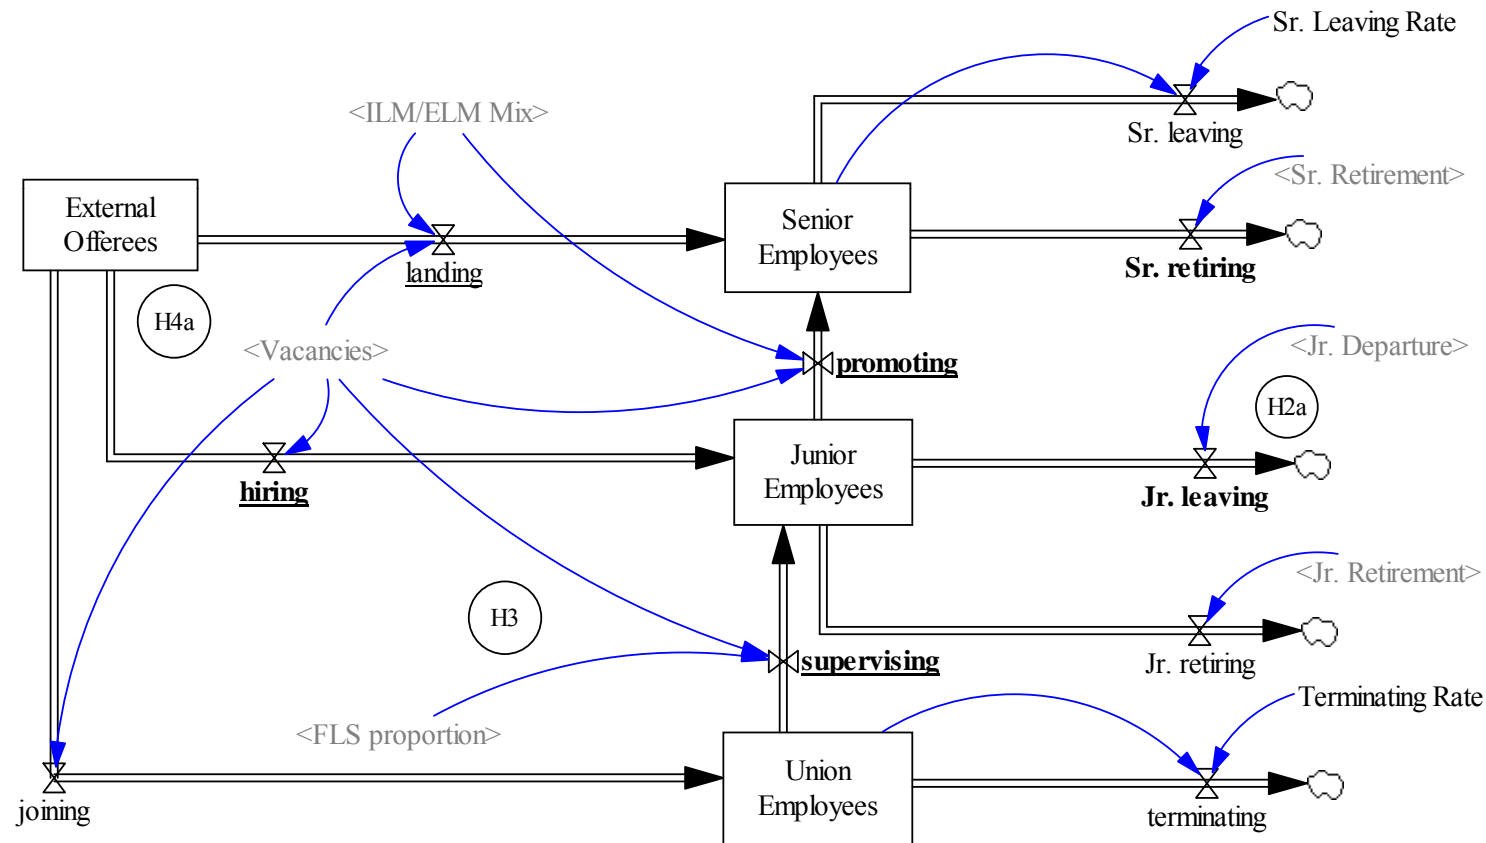 Sr. Leaving Rate
<ILM/ELM Mix>
Sr. leaving
External
Offerees
Senior
Employees
<Sr. Retirement>
landing
Sr. retiring
H4a
<Vacancies>
promoting
<Jr. Departure>
H2a
Junior
Employees
hiring
Jr. leaving
<Jr. Retirement>
H3
supervising
Jr. retiring
Terminating Rate
<FLS proportion>
Union
Employees
joining
terminating